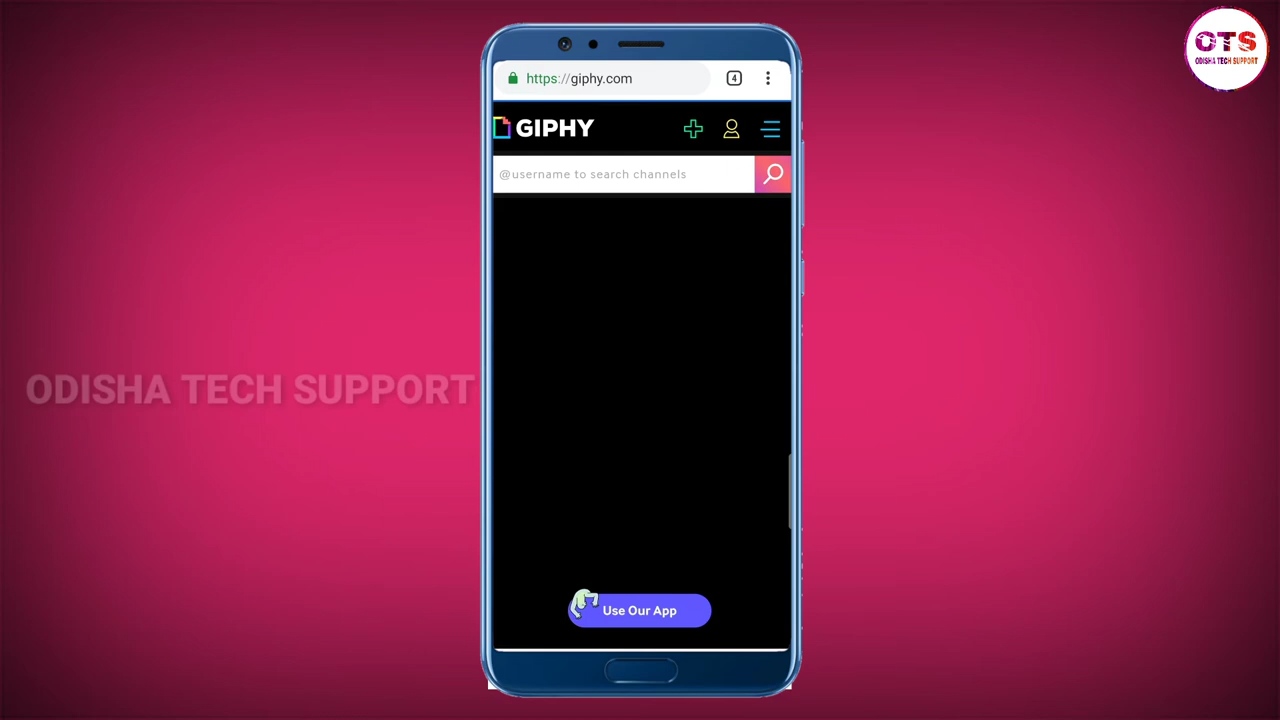 OTS
ODISHA TECH SUPPORT
https://giphy.com
4
GIPHY
@username to search channels
ODISHA TECH SUPPORT
Use Our App